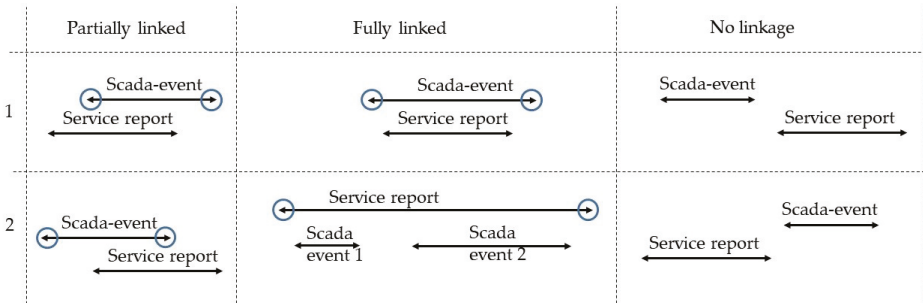 Partially linked
Fully linked
No linkage
1
Scada-event
Service report
Scada-event
Service report
Scada-event
Service report
2
Scada-event
Service report
Service report
Scada
event 1
Scada
event 2
Scada-event
Service report